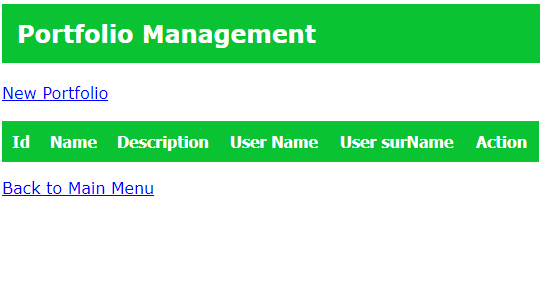 Portfolio Management
New Portfolio
Id Name Description User Name User surName Action
Back to Main Menu